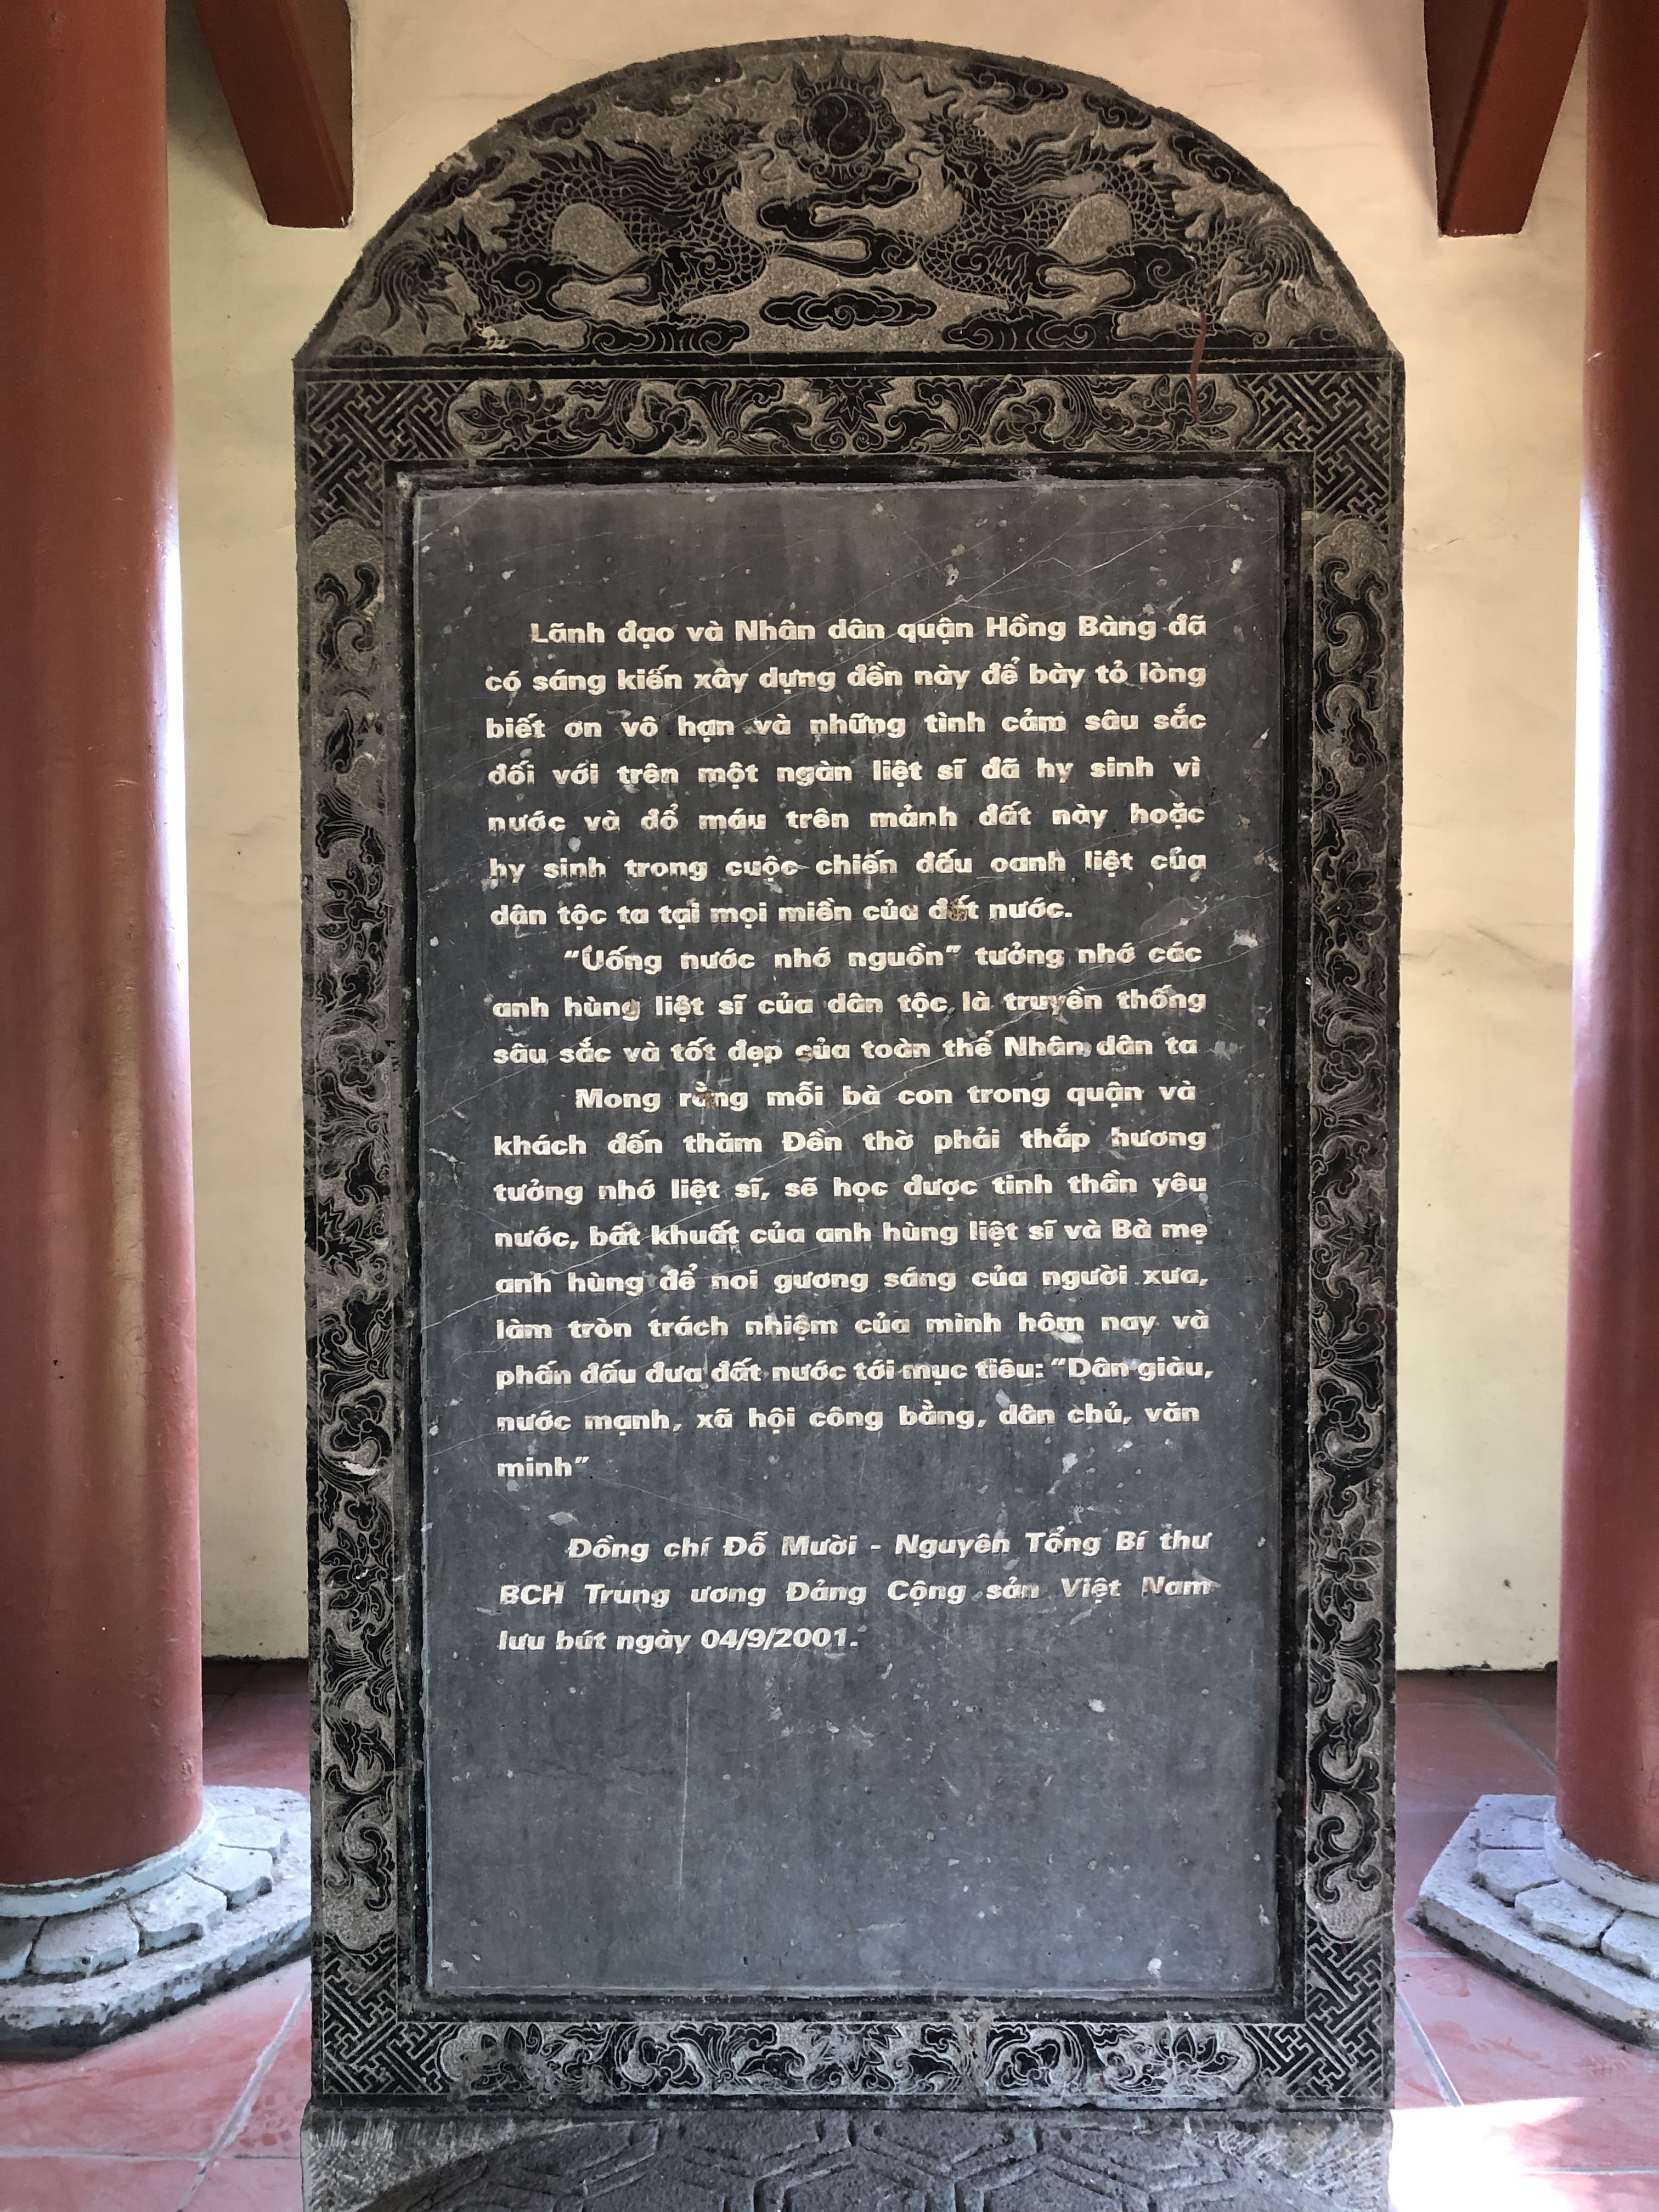 Lãnh đạo và Nhân dân quận Hồng Bàng đã
có sáng kiến xây dựng đền này để bày tỏ lòng
biết ơn vô hạn và những tình cảm sâu sắc
đối với trên một ngàn liệt sĩ đã hy sinh vì
nước và đổ máu trên mảnh đất này hoặc
hy sinh trong cuộc chiến đấu oanh liệt của
dân tộc ta tại mọi miền của đất nước.
“Uống nước nhớ nguồn” tưởng nhớ các
anh hùng liệt sĩ của dân tộc là truyền thống
sâu sắc và tốt đẹp của toàn thể Nhân dân ta
Mong rằng mỗi bà con trong quận và
khách đến thăm Đền thờ phải thắp hương
tưởng nhớ liệt sĩ, sẽ học được tinh thần yêu
nước, bất khuất của anh hùng liệt sĩ và Bà mẹ
anh hùng để noi gương sáng của người xưa,
làm tròn trách nhiệm của mình hôm nay và
phấn đấu đưa đất nước tới mục tiêu: “Dân giàu,
nước mạnh, xã hội công bằng, dân chủ, văn
minh”
Đồng chí Đỗ Mười - Nguyên Tổng Bí thư
BCH Trung ương Đảng Cộng sản Việt Nam
lưu bút ngày 04/9/2001.